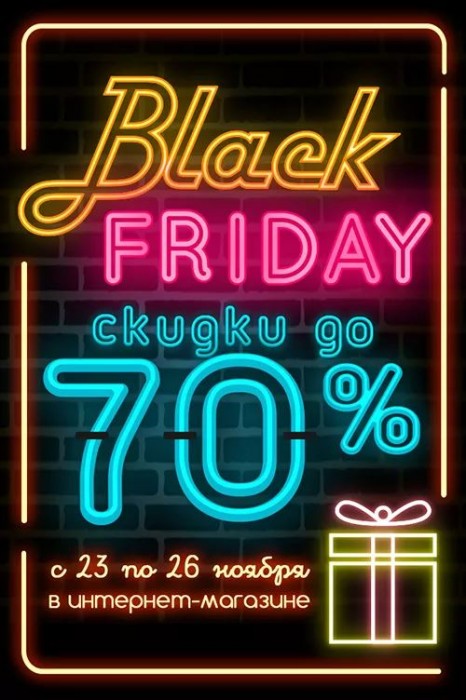 Black
FRIDAY
скидки до
70%
с 23 по 26 ноября
в интернет-магазине